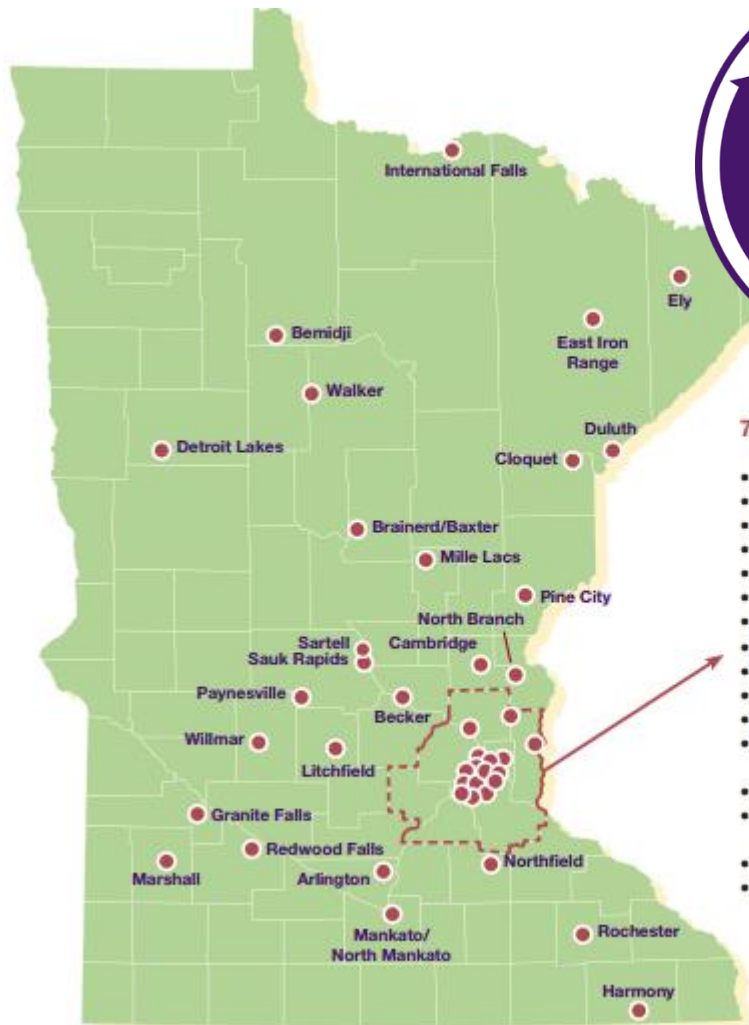 International Falls
Ely
Bemidji
East Iron
Range
Walker
Duluth
Detroit Lakes
Cloquet
7
Brainerd/Baxter
Mille Lacs
Pine City
North Branch
Sartell
Cambridge
Sauk Rapids
Paynesville
Becker
Willmar
Litchfield
Granite Falls
Redwood Falls
Northfield
Marshall
Arlington
Mankato/
North Mankato
Rochester
Harmony